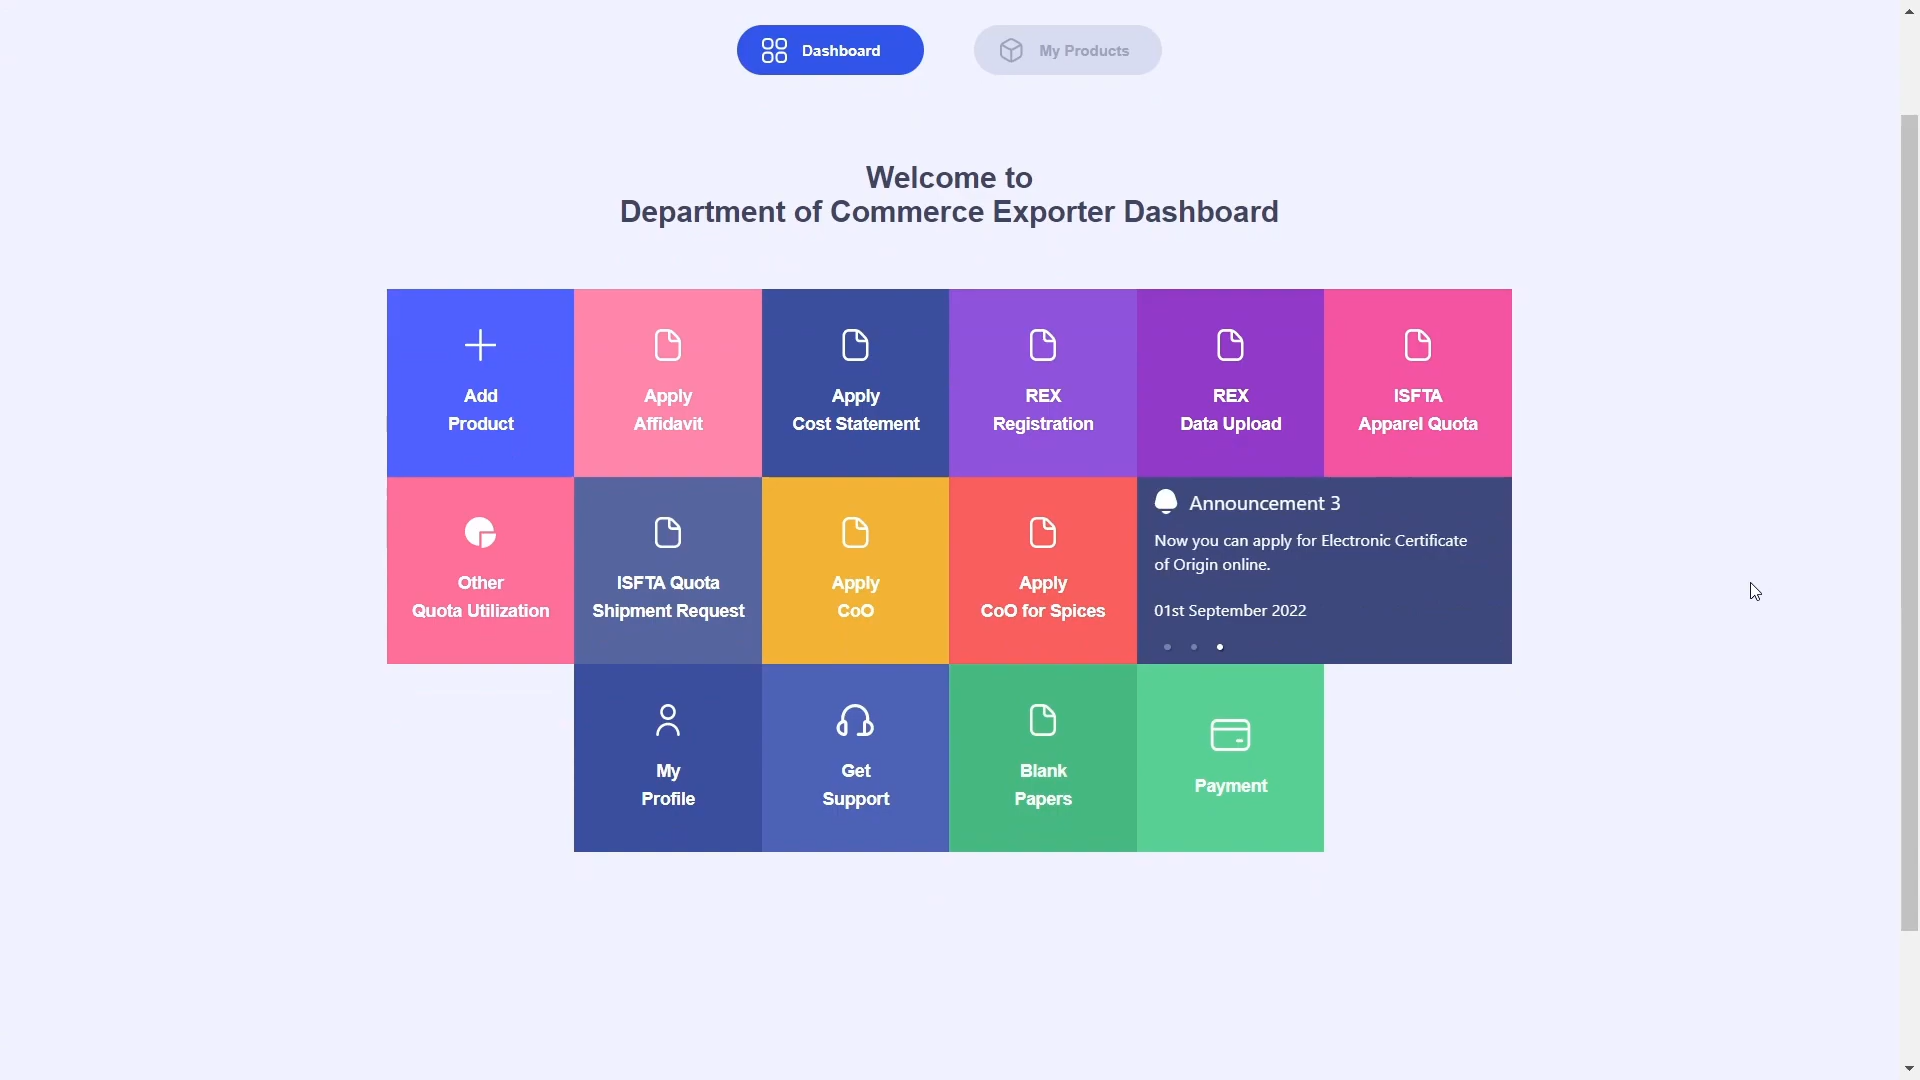 Dashboard
My Products
Welcome to
Department of Commerce Exporter Dashboard
Add
Product
Apply
Affidavit
Apply
Cost Statement
REX
Registration
REX
Data Upload
ISFTA
Apparel Quota
Other
Quota Utilization
ISFTA Quota
Shipment Request
Apply
CoO
Apply
CoO for Spices
Announcement 3
Now you can apply for Electronic Certificate
of Origin online.
01st September 2022
My
Profile
Get
Support
Blank
Papers
Payment